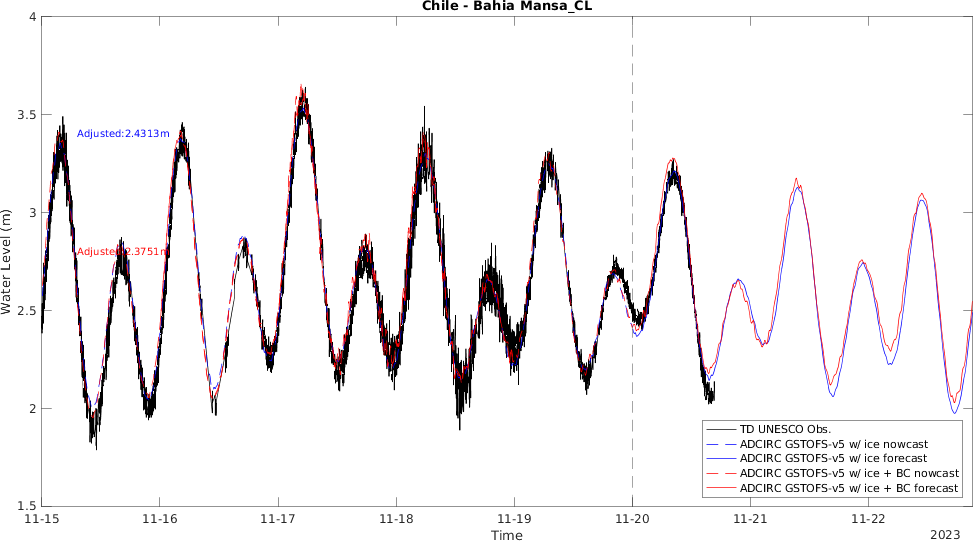 Chile - Bahia Mansa_CL
4
3.5
3
2.5
2
1.5
Water Level (m)
Adjusted:2.4313m
Adjusted:2.3751m
TD UNESCO Obs.
ADCIRC GSTOFS-v5 w/ ice nowcast
ADCIRC GSTOFS-v5 w/ ice forecast
ADCIRC GSTOFS-v5 w/ ice + BC nowcast
ADCIRC GSTOFS-v5 w/ ice + BC forecast
11-15 11-16 11-17 11-18 11-19 11-20 11-21 11-22
Time
2023